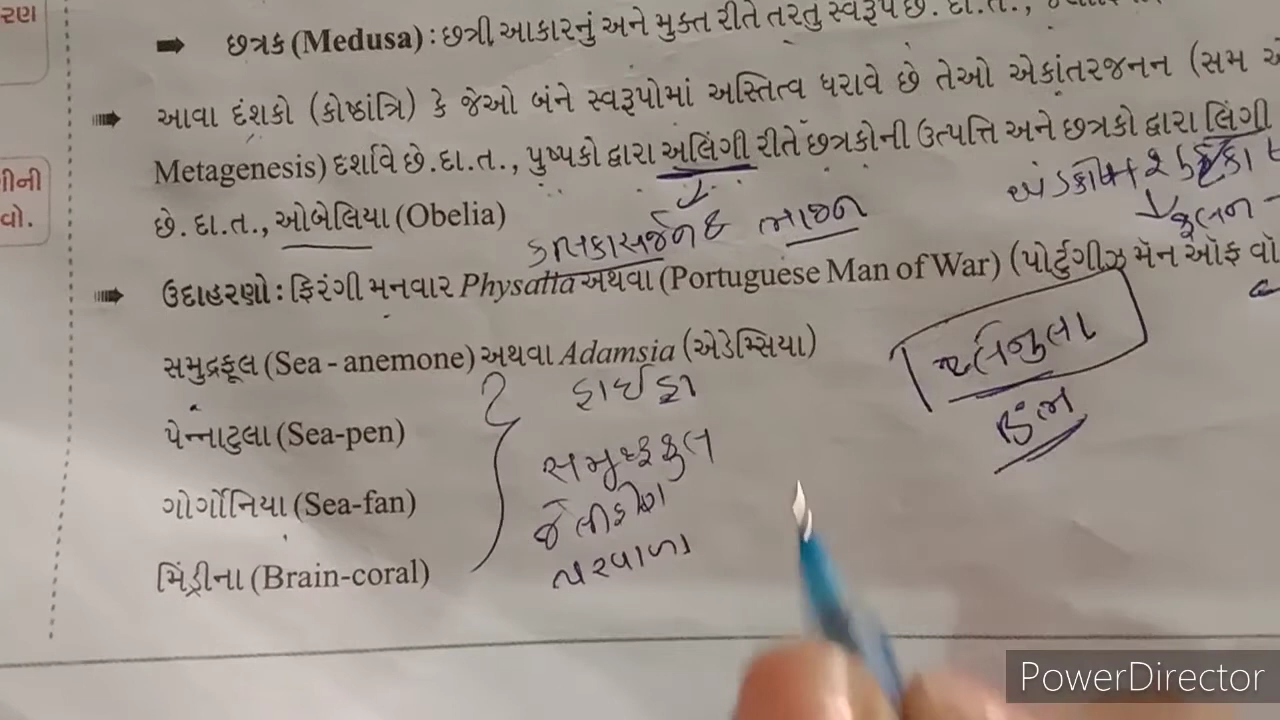 રણ
➡ છત્રક (Medusa) : છત્રી આકારનું અને મુક્ત રીતે તરતુ સ્વરૂપ છે. દા.ત.,
આવા દંશકો (કોષ્ઠાંત્રિ) કે જેઓ બંને સ્વરૂપોમાં અસ્તિત્વ ધરાવે છે તેઓ એકાંતરજનન (સમ
Metagenesis) દર્શાવે છે. દા.ત., પુષ્પકો દ્વારા અલિંગી રીતે છત્રકોની ઉત્પત્તિ અને છત્રકો દ્વારા લિંગી
ીની
વો.
છે. દા.ત., ઓબેલિયા (Obelia)
ભાજન
ફલન
ઉદાહરણો : ફિરંગી મનવાર Physalia અથવા (Portuguese Man of War) (પોર્ટુગીઝ મૅન ઑફ વૉ
સમુદ્રફૂલ (Sea - anemone) અથવા Adamsia (એડેમ્સિયા)
પેન્નાટુલા (Sea-pen)
સમુદ્રફુલ
ગોર્ગોનિયા (Sea-fan)
જેલીફીશ
મિંડ્રીના (Brain-coral)
પરવાળા
PowerDirector